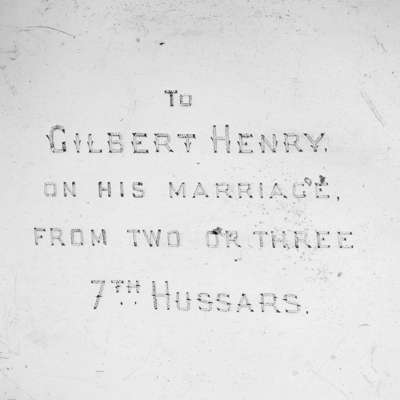 To
Gilbert Henry.
ON HIS MARRIAGE,
FROM TWO OR THREE
7TH Hussars.